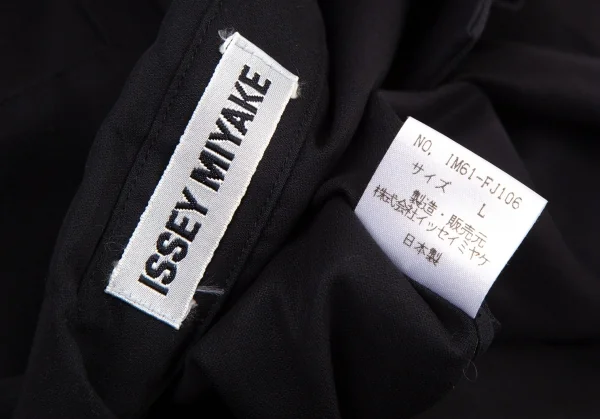 ISSEY MIYAKE
NO. IM61-FJ106
サイズ L
製造・販売元
株式会社イッセイミヤケ
日本製